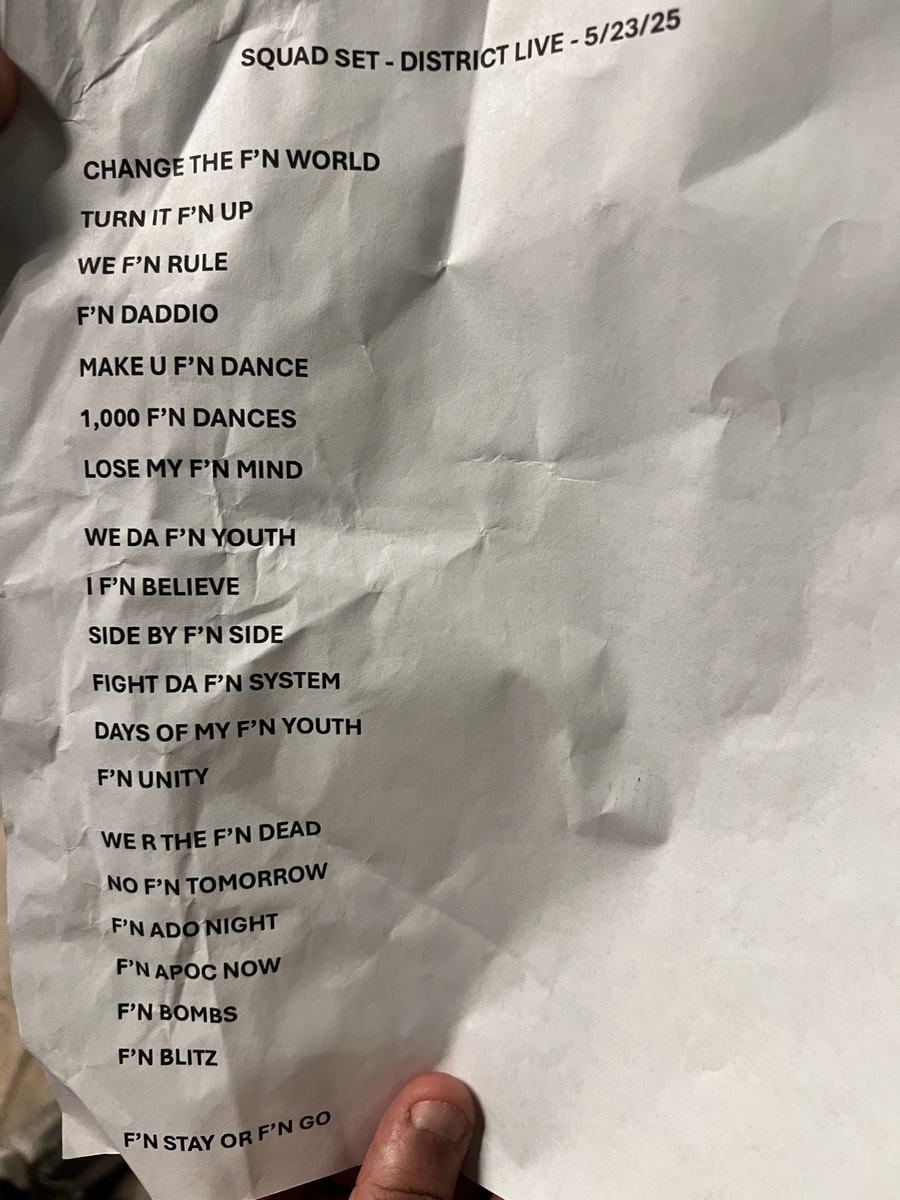 SQUAD SET - DISTRICT LIVE - 5/23/25
CHANGE THE F'N WORLD
TURN IT F'N UP
WE F'N RULE
F'N DADDIO
MAKE U F'N DANCE
1,000 F'N DANCES
LOSE MY F'N MIND
WE DA F'N YOUTH
I F'N BELIEVE
SIDE BY F'N SIDE
FIGHT DA F'N SYSTEM
DAYS OF MY F'N YOUTH
F'N UNITY
WE R THE F'N DEAD
NO F'N TOMORROW
F'N ADO NIGHT
F'N APOC NOW
F'N BOMBS
F'N BLITZ
F'N STAY OR F'N GO